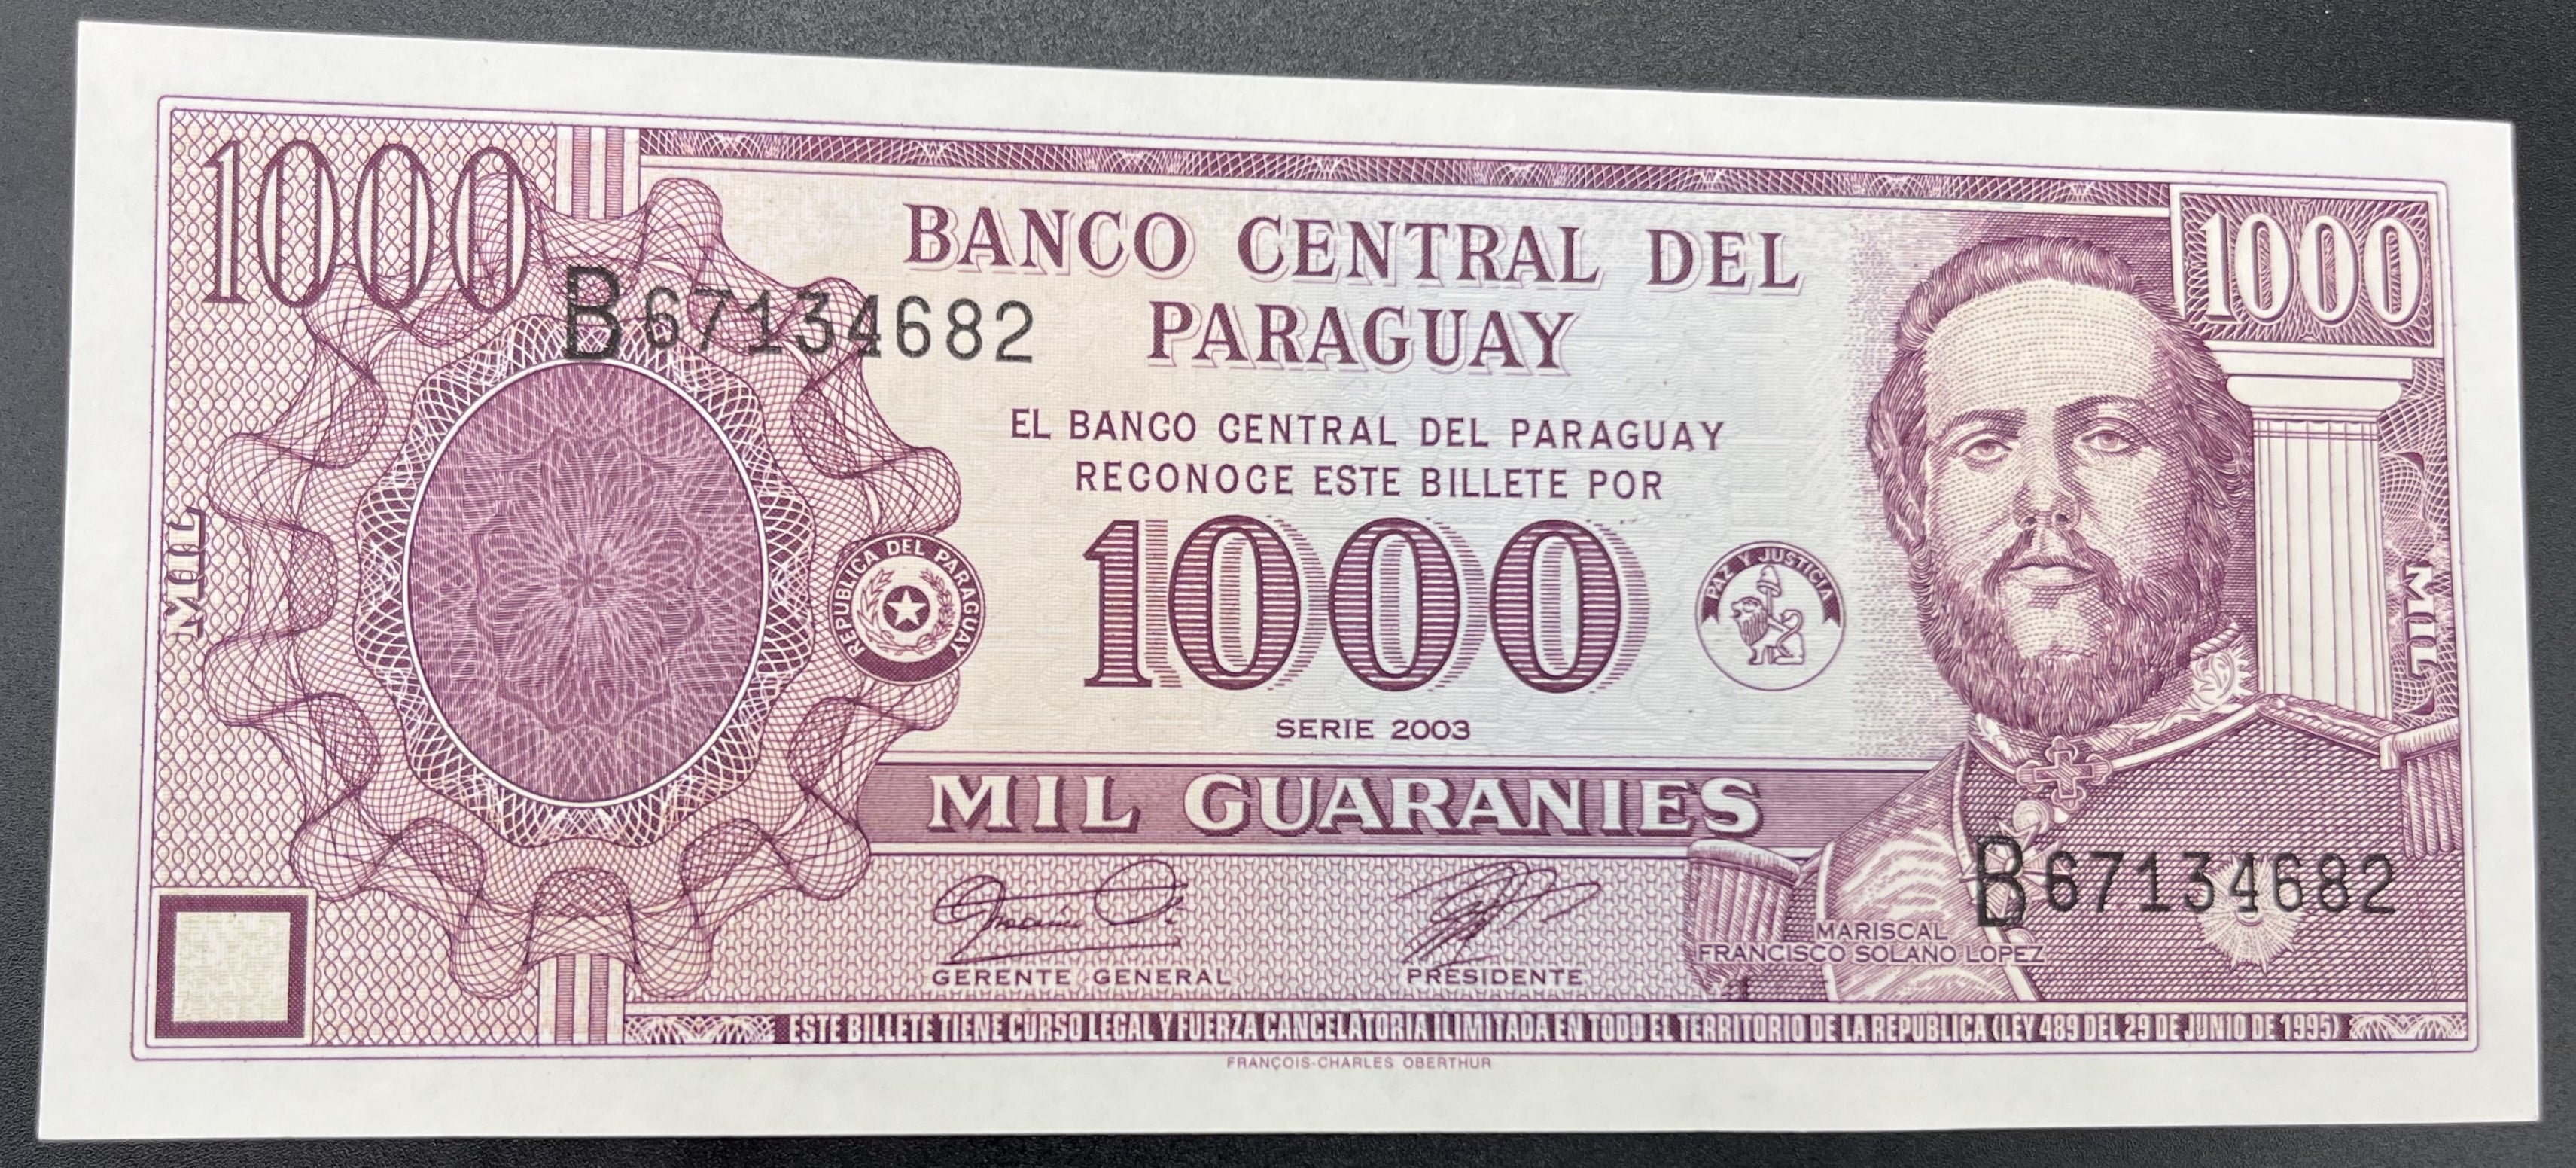 1000
1000
BANCO CENTRAL DEL
PARAGUAY
B67134682
EL BANCO CENTRAL DEL PARAGUAY
RECONOCE ESTE BILLETE POR
MIL
1000
MIL
REPUBLICA DEL PARAGUAY
PAZ Y JUSTICIA
SERIE 2003
MIL GUARANIES
B67134682
GERENTE GENERAL
PRESIDENTE
MARISCAL
FRANCISCO SOLANO LOPEZ
ESTE BILLETE TIENE CURSO LEGAL Y FUERZA CANCELATORIA ILIMITADA EN TODO EL TERRITORIO DE LA REPUBLICA (LEY 489 DEL 29 DE JUNIO DE 1995)
FRANÇOIS-CHARLES OBERTHUR